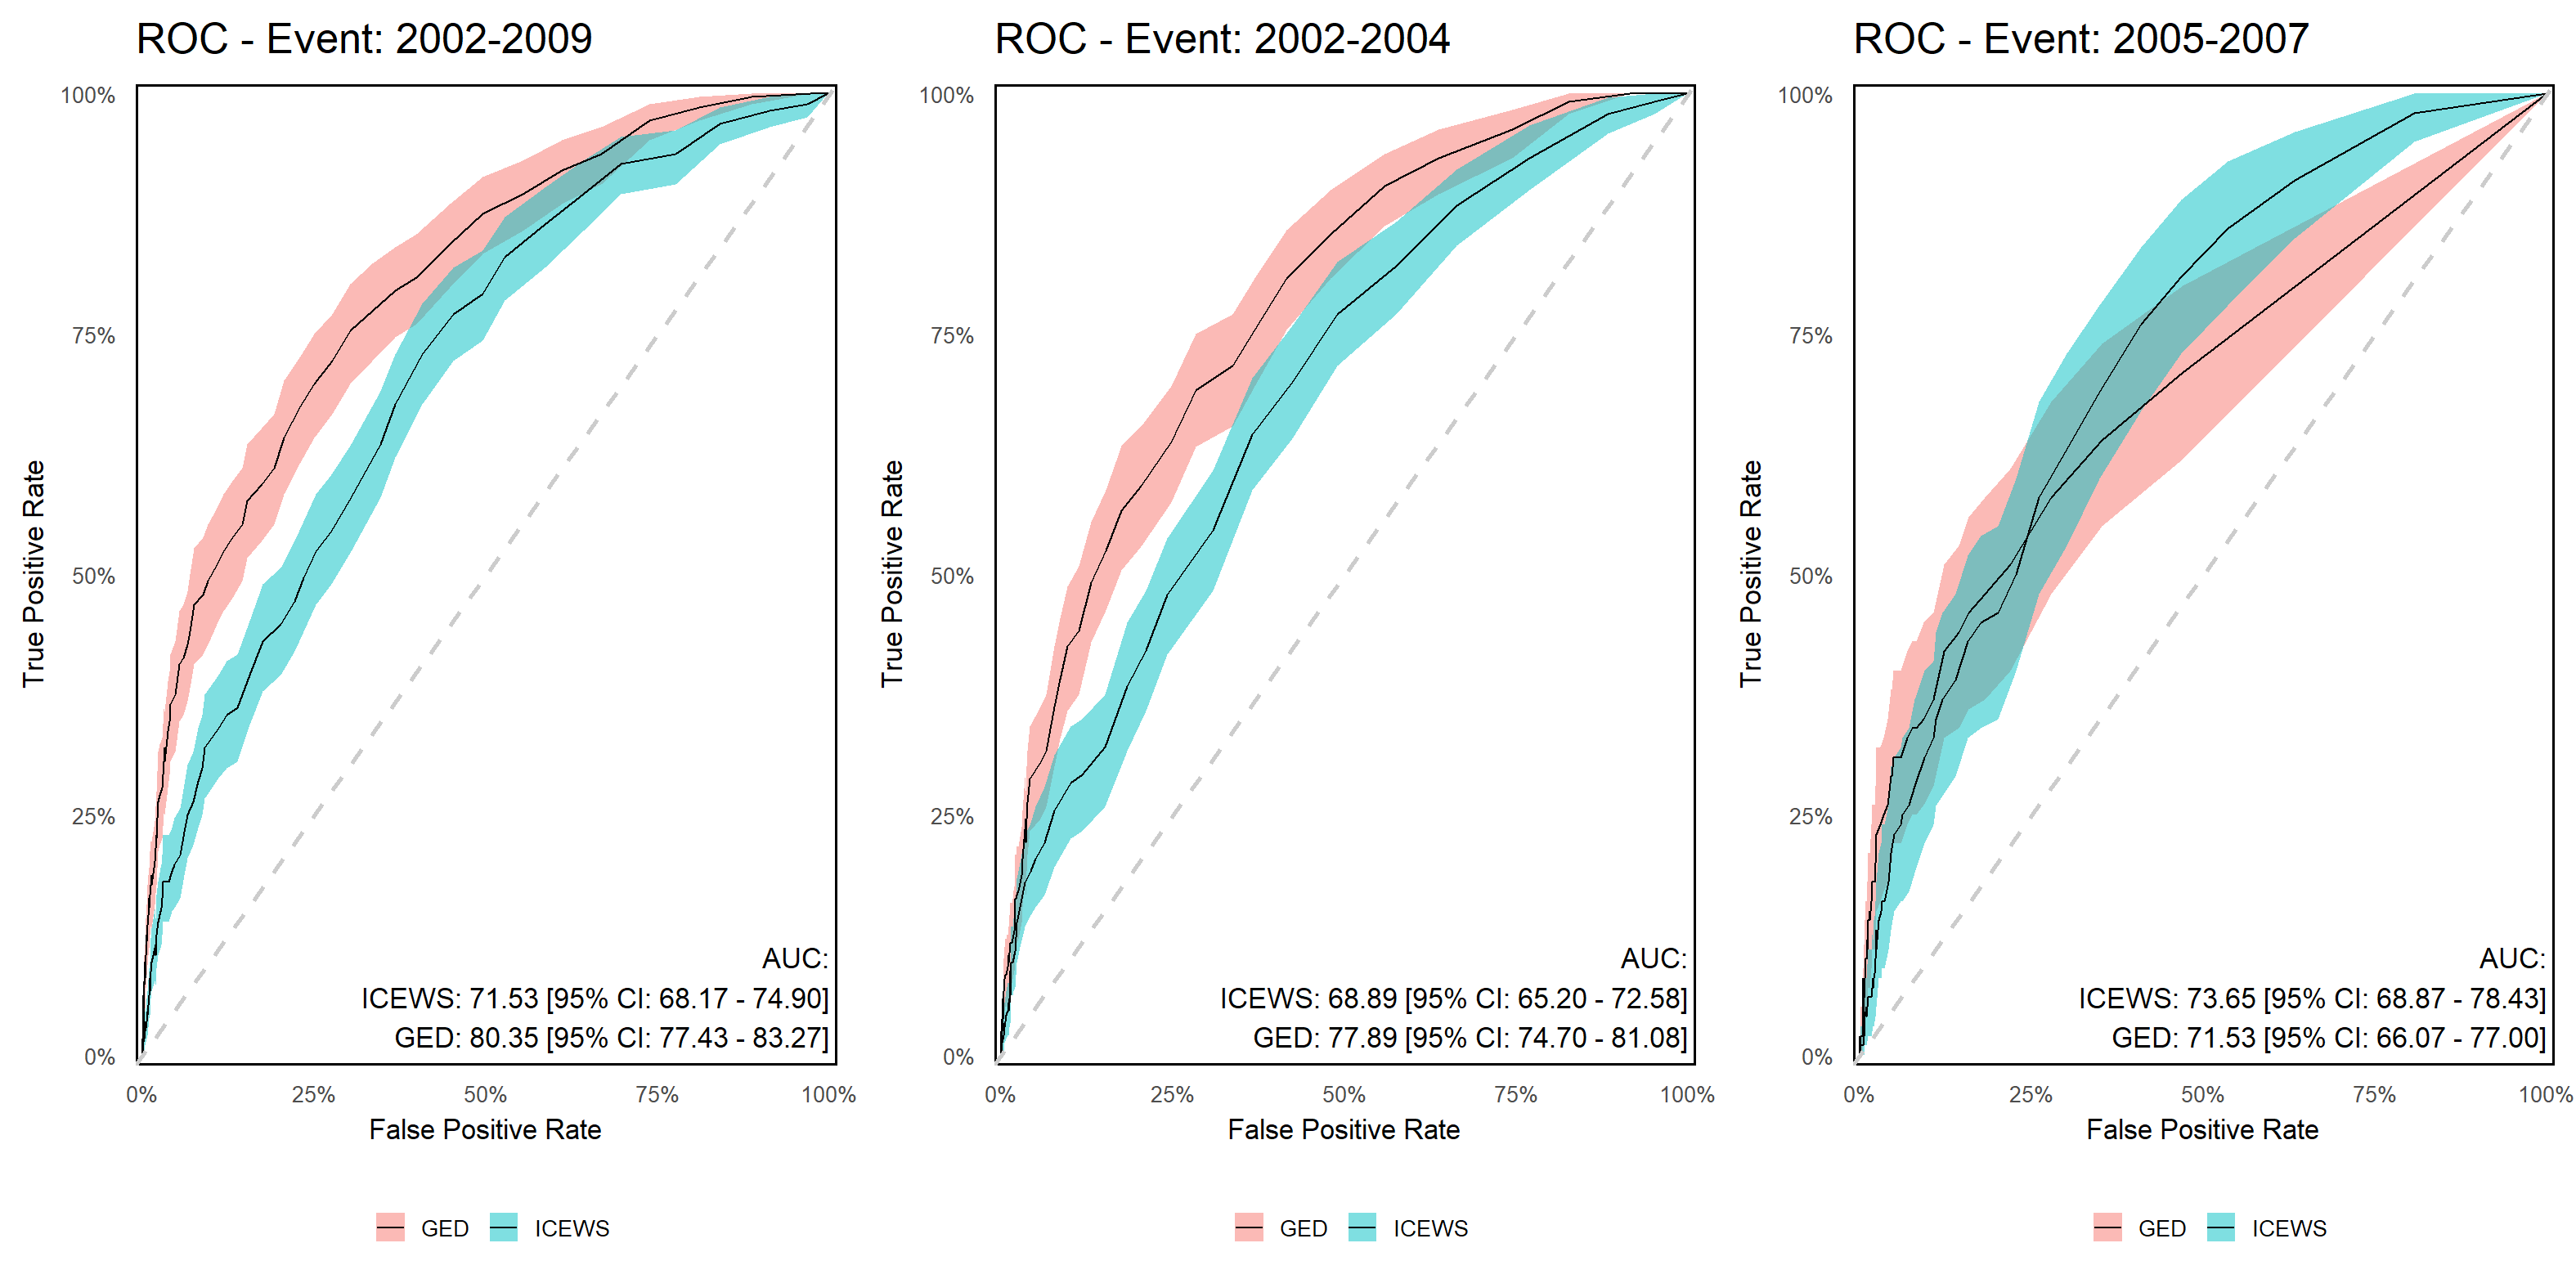 ROC - Event: 2002-2009
True Positive Rate
100%
75%
50%
25%
0%
AUC:
ICEWS: 71.53 [95% CI: 68.17 - 74.90]
GED: 80.35 [95% CI: 77.43 - 83.27]
0% 25% 50% 75% 100%
False Positive Rate
GED ICEWS
ROC - Event: 2002-2004
True Positive Rate
100%
75%
50%
25%
0%
AUC:
ICEWS: 68.89 [95% CI: 65.20 - 72.58]
GED: 77.89 [95% CI: 74.70 - 81.08]
0% 25% 50% 75% 100%
False Positive Rate
GED ICEWS
ROC - Event: 2005-2007
True Positive Rate
100%
75%
50%
25%
0%
AUC:
ICEWS: 73.65 [95% CI: 68.87 - 78.43]
GED: 71.53 [95% CI: 66.07 - 77.00]
0% 25% 50% 75% 100%
False Positive Rate
GED ICEWS